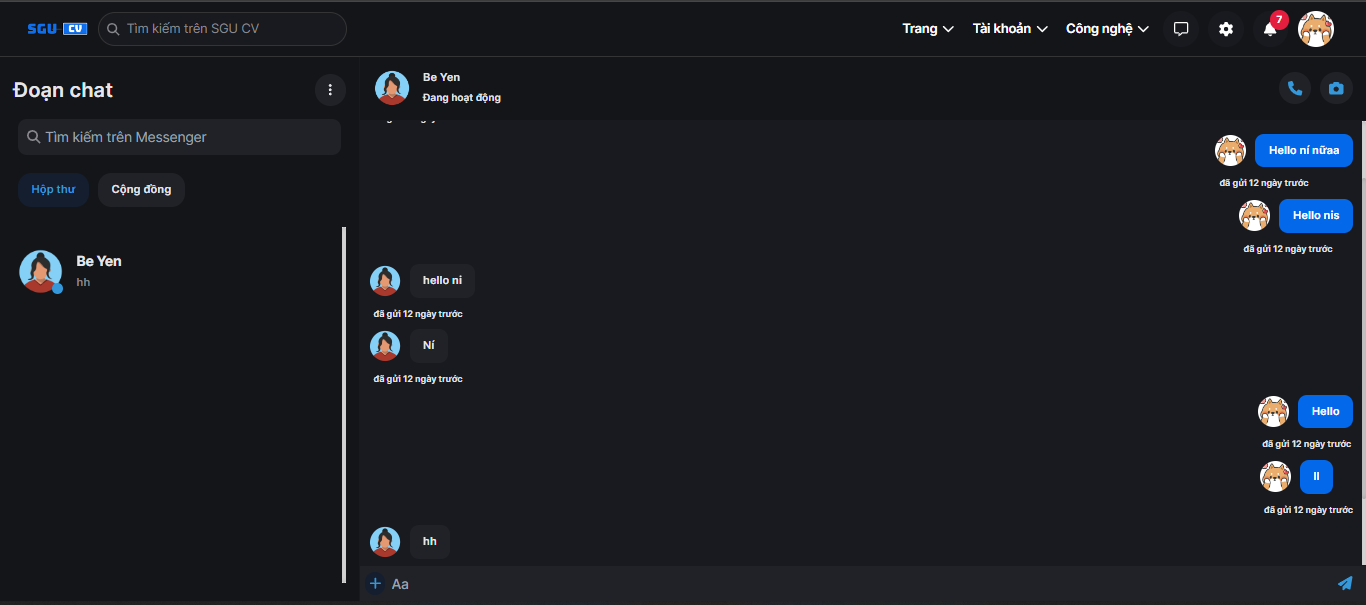 SGU CV
Tìm kiếm trên SGU CV
Trang
Tài khoản
Công nghệ
7
Đoạn chat
Tìm kiếm trên Messenger
Hộp thư
Cộng đồng
Be Yen
hh
Be Yen
Đang hoạt động
Hello ní nữaa
đã gửi 12 ngày trước
Hello nis
đã gửi 12 ngày trước
hello ní
đã gửi 12 ngày trước
Ní
đã gửi 12 ngày trước
Hello
đã gửi 12 ngày trước
ll
đã gửi 12 ngày trước
hh
Aa